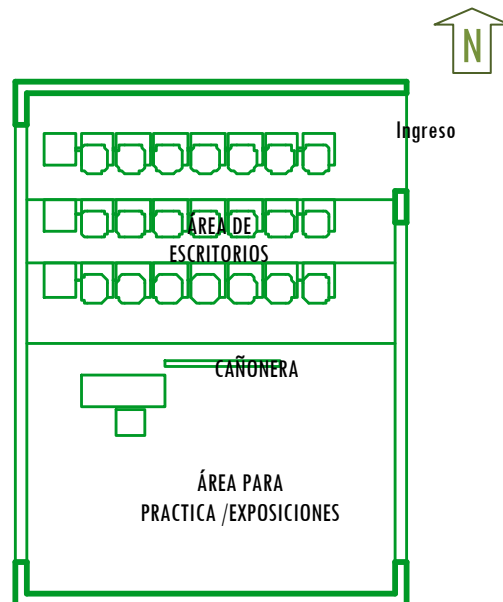 N
Ingreso
ÁREA DE
ESCRITORIOS
CAÑONERA
ÁREA PARA
PRACTICA /EXPOSICIONES